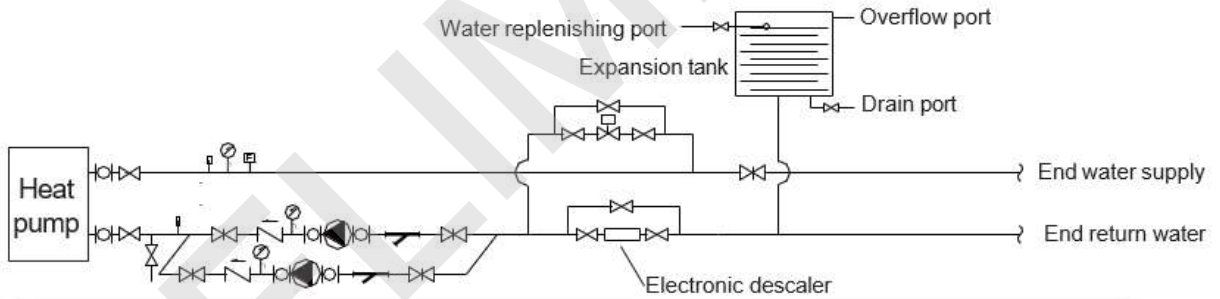 Water replenishing port
Overflow port
Expansion tank
Drain port
Heat
pump
F
End water supply
End return water
Electronic descaler